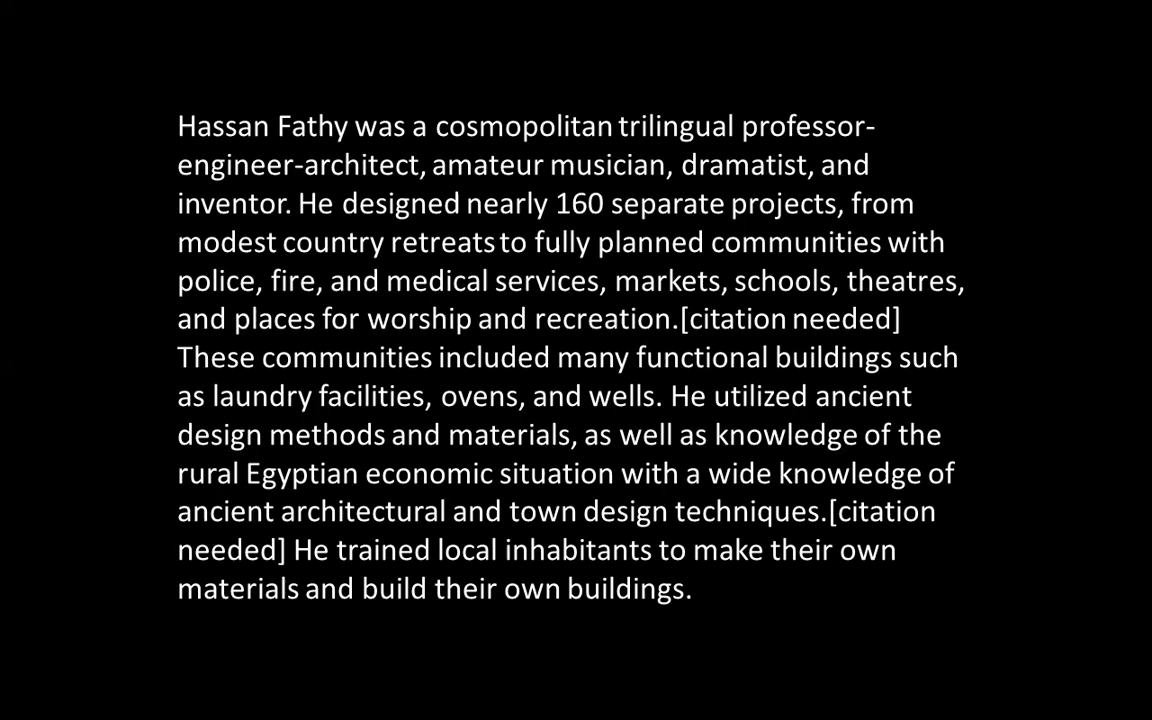 Hassan Fathy was a cosmopolitan trilingual professor-
engineer-architect, amateur musician, dramatist, and
inventor. He designed nearly 160 separate projects, from
modest country retreats to fully planned communities with
police, fire, and medical services, markets, schools, theatres,
and places for worship and recreation.[citation needed]
These communities included many functional buildings such
as laundry facilities, ovens, and wells. He utilized ancient
design methods and materials, as well as knowledge of the
rural Egyptian economic situation with a wide knowledge of
ancient architectural and town design techniques.[citation
needed] He trained local inhabitants to make their own
materials and build their own buildings.